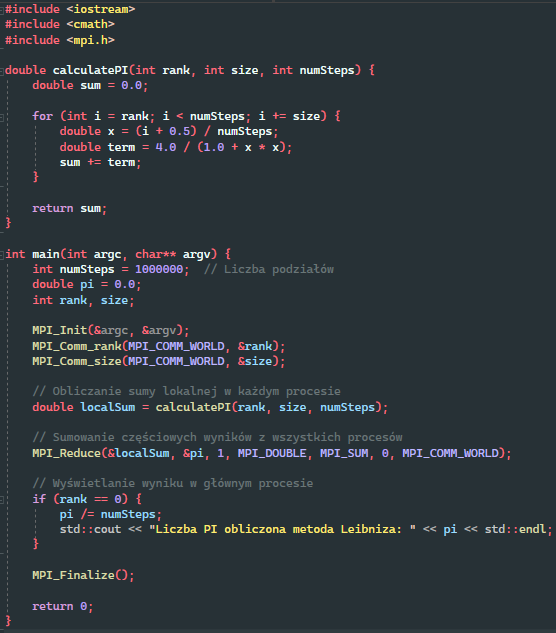 #include <iostream>
#include <cmath>
#include <mpi.h>
double calculatePI(int rank, int size, int numSteps) {
double sum = 0.0;
for (int i = rank; i < numSteps; i += size) {
double x = (i + 0.5) / numSteps;
double term = 4.0 / (1.0 + x * x);
sum += term;
}
return sum;
}
int main(int argc, char** argv) {
int numSteps = 1000000;  // Liczba podziałów
double pi = 0.0;
int rank, size;
MPI_Init(&argc, &argv);
MPI_Comm_rank(MPI_COMM_WORLD, &rank);
MPI_Comm_size(MPI_COMM_WORLD, &size);
// Obliczanie sumy lokalnej w każdym procesie
double localSum = calculatePI(rank, size, numSteps);
// Sumowanie częściowych wyników z wszystkich procesów
MPI_Reduce(&localSum, &pi, 1, MPI_DOUBLE, MPI_SUM, 0, MPI_COMM_WORLD);
// Wyświetlanie wyniku w głównym procesie
if (rank == 0) {
pi /= numSteps;
std::cout << "Liczba PI obliczona metoda Leibniza: " << pi << std::endl;
}
MPI_Finalize();
return 0;
}